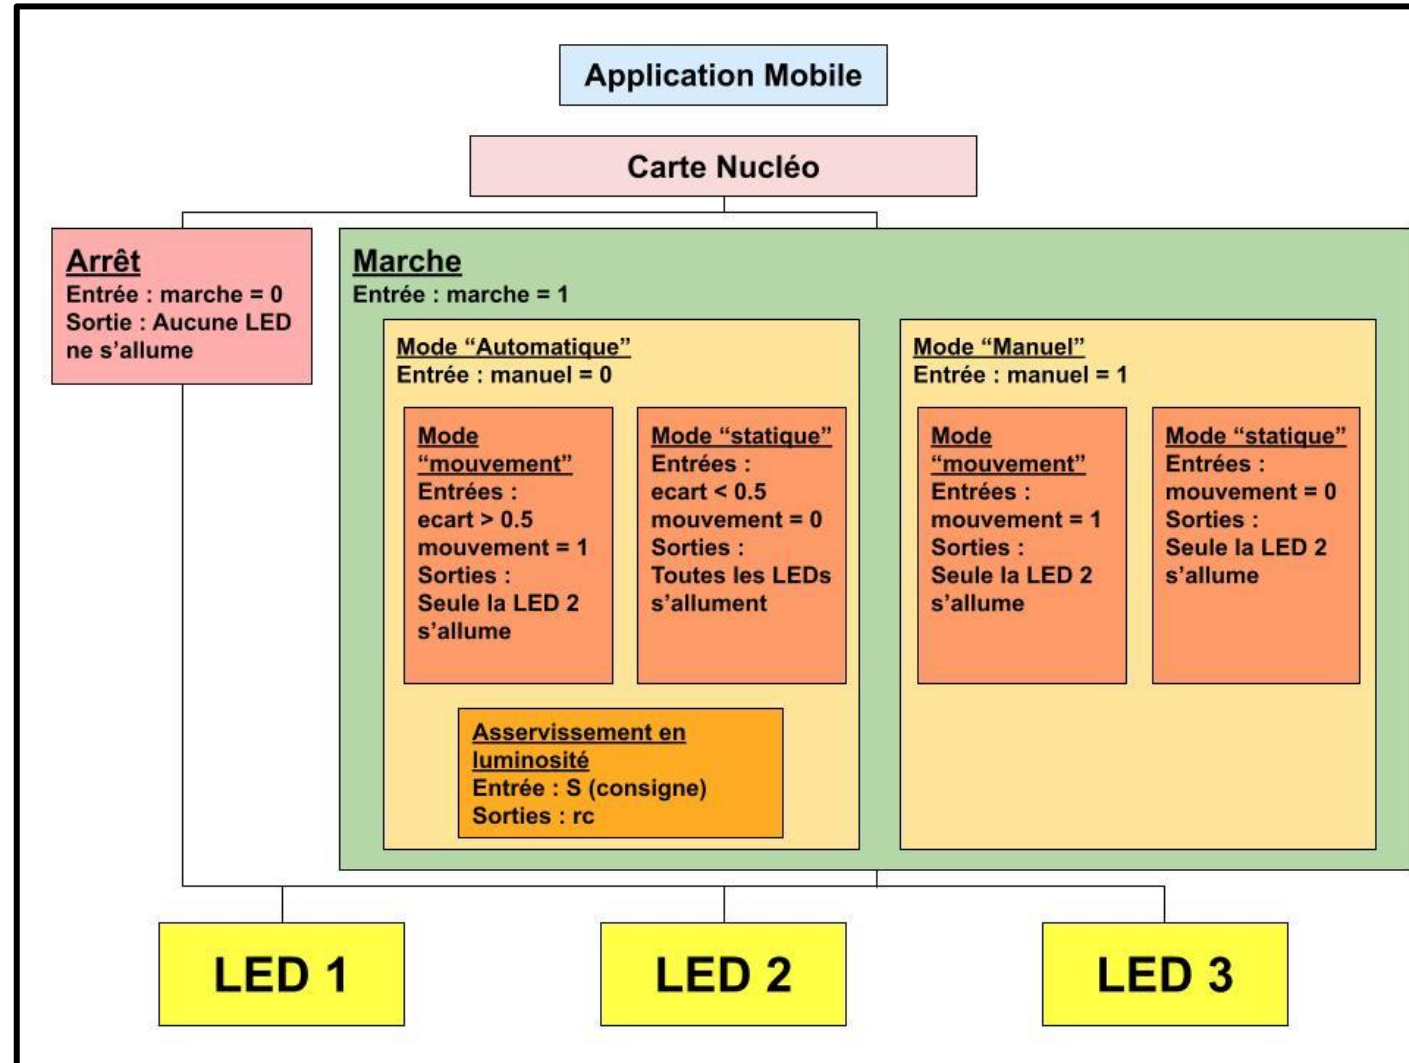 Application Mobile
Carte Nucléo
Arrêt
Entrée : marche = 0
Sortie : Aucune LED
ne s'allume
Marche
Entrée : marche = 1
Mode “Automatique”
Entrée : manuel = 0
Mode
“mouvement”
Entrées :
ecart > 0.5
mouvement = 1
Sorties :
Seule la LED 2
s'allume
Mode “statique”
Entrées :
ecart < 0.5
mouvement = 0
Sorties :
Toutes les LEDs
s'allument
Asservissement en
luminosité
Entrée : S (consigne)
Sorties : rc
Mode “Manuel”
Entrée : manuel = 1
Mode
“mouvement”
Entrées :
mouvement = 1
Sorties :
Seule la LED 2
s'allume
Mode “statique”
Entrées :
mouvement = 0
Sorties :
Seule la LED 2
s'allume
LED 1
LED 2
LED 3